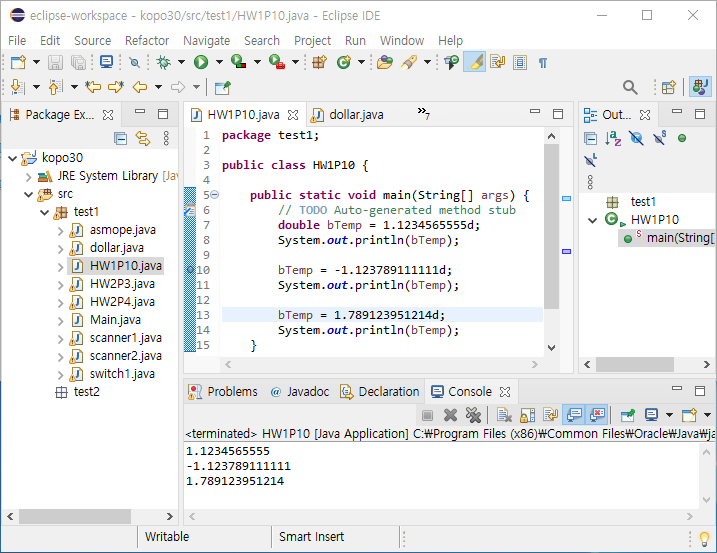 eclipse-workspace - kopo30/src/test1/HW1P10.java - Eclipse IDE
File Edit Source Refactor Navigate Search Project Run Window Help
Package Ex...
kopo30
JRE System Library [Jav
src
test1
asmope.java
dollar.java
HW1P10.java
HW2P3.java
HW2P4.java
Main.java
scanner1.java
scanner2.java
switch1.java
test2
HW1P10.java dollar.java »7
1 package test1;
2
3 public class HW1P10 {
4
5 public static void main(String[] args) {
6 // TODO Auto-generated method stub
7 double bTemp = 1.1234565555d;
8 System.out.println(bTemp);
9
10 bTemp = -1.123789111111d;
11 System.out.println(bTemp);
12
13 bTemp = 1.789123951214d;
14 System.out.println(bTemp);
15 }
Out...
test1
HW1P10
main(String[
Problems @ Javadoc Declaration Console
<terminated> HW1P10 [Java Application] C:₩Program Files (x86)₩Common Files₩Oracle₩Java₩ja
1.1234565555
-1.123789111111
1.789123951214
Writable Smart Insert